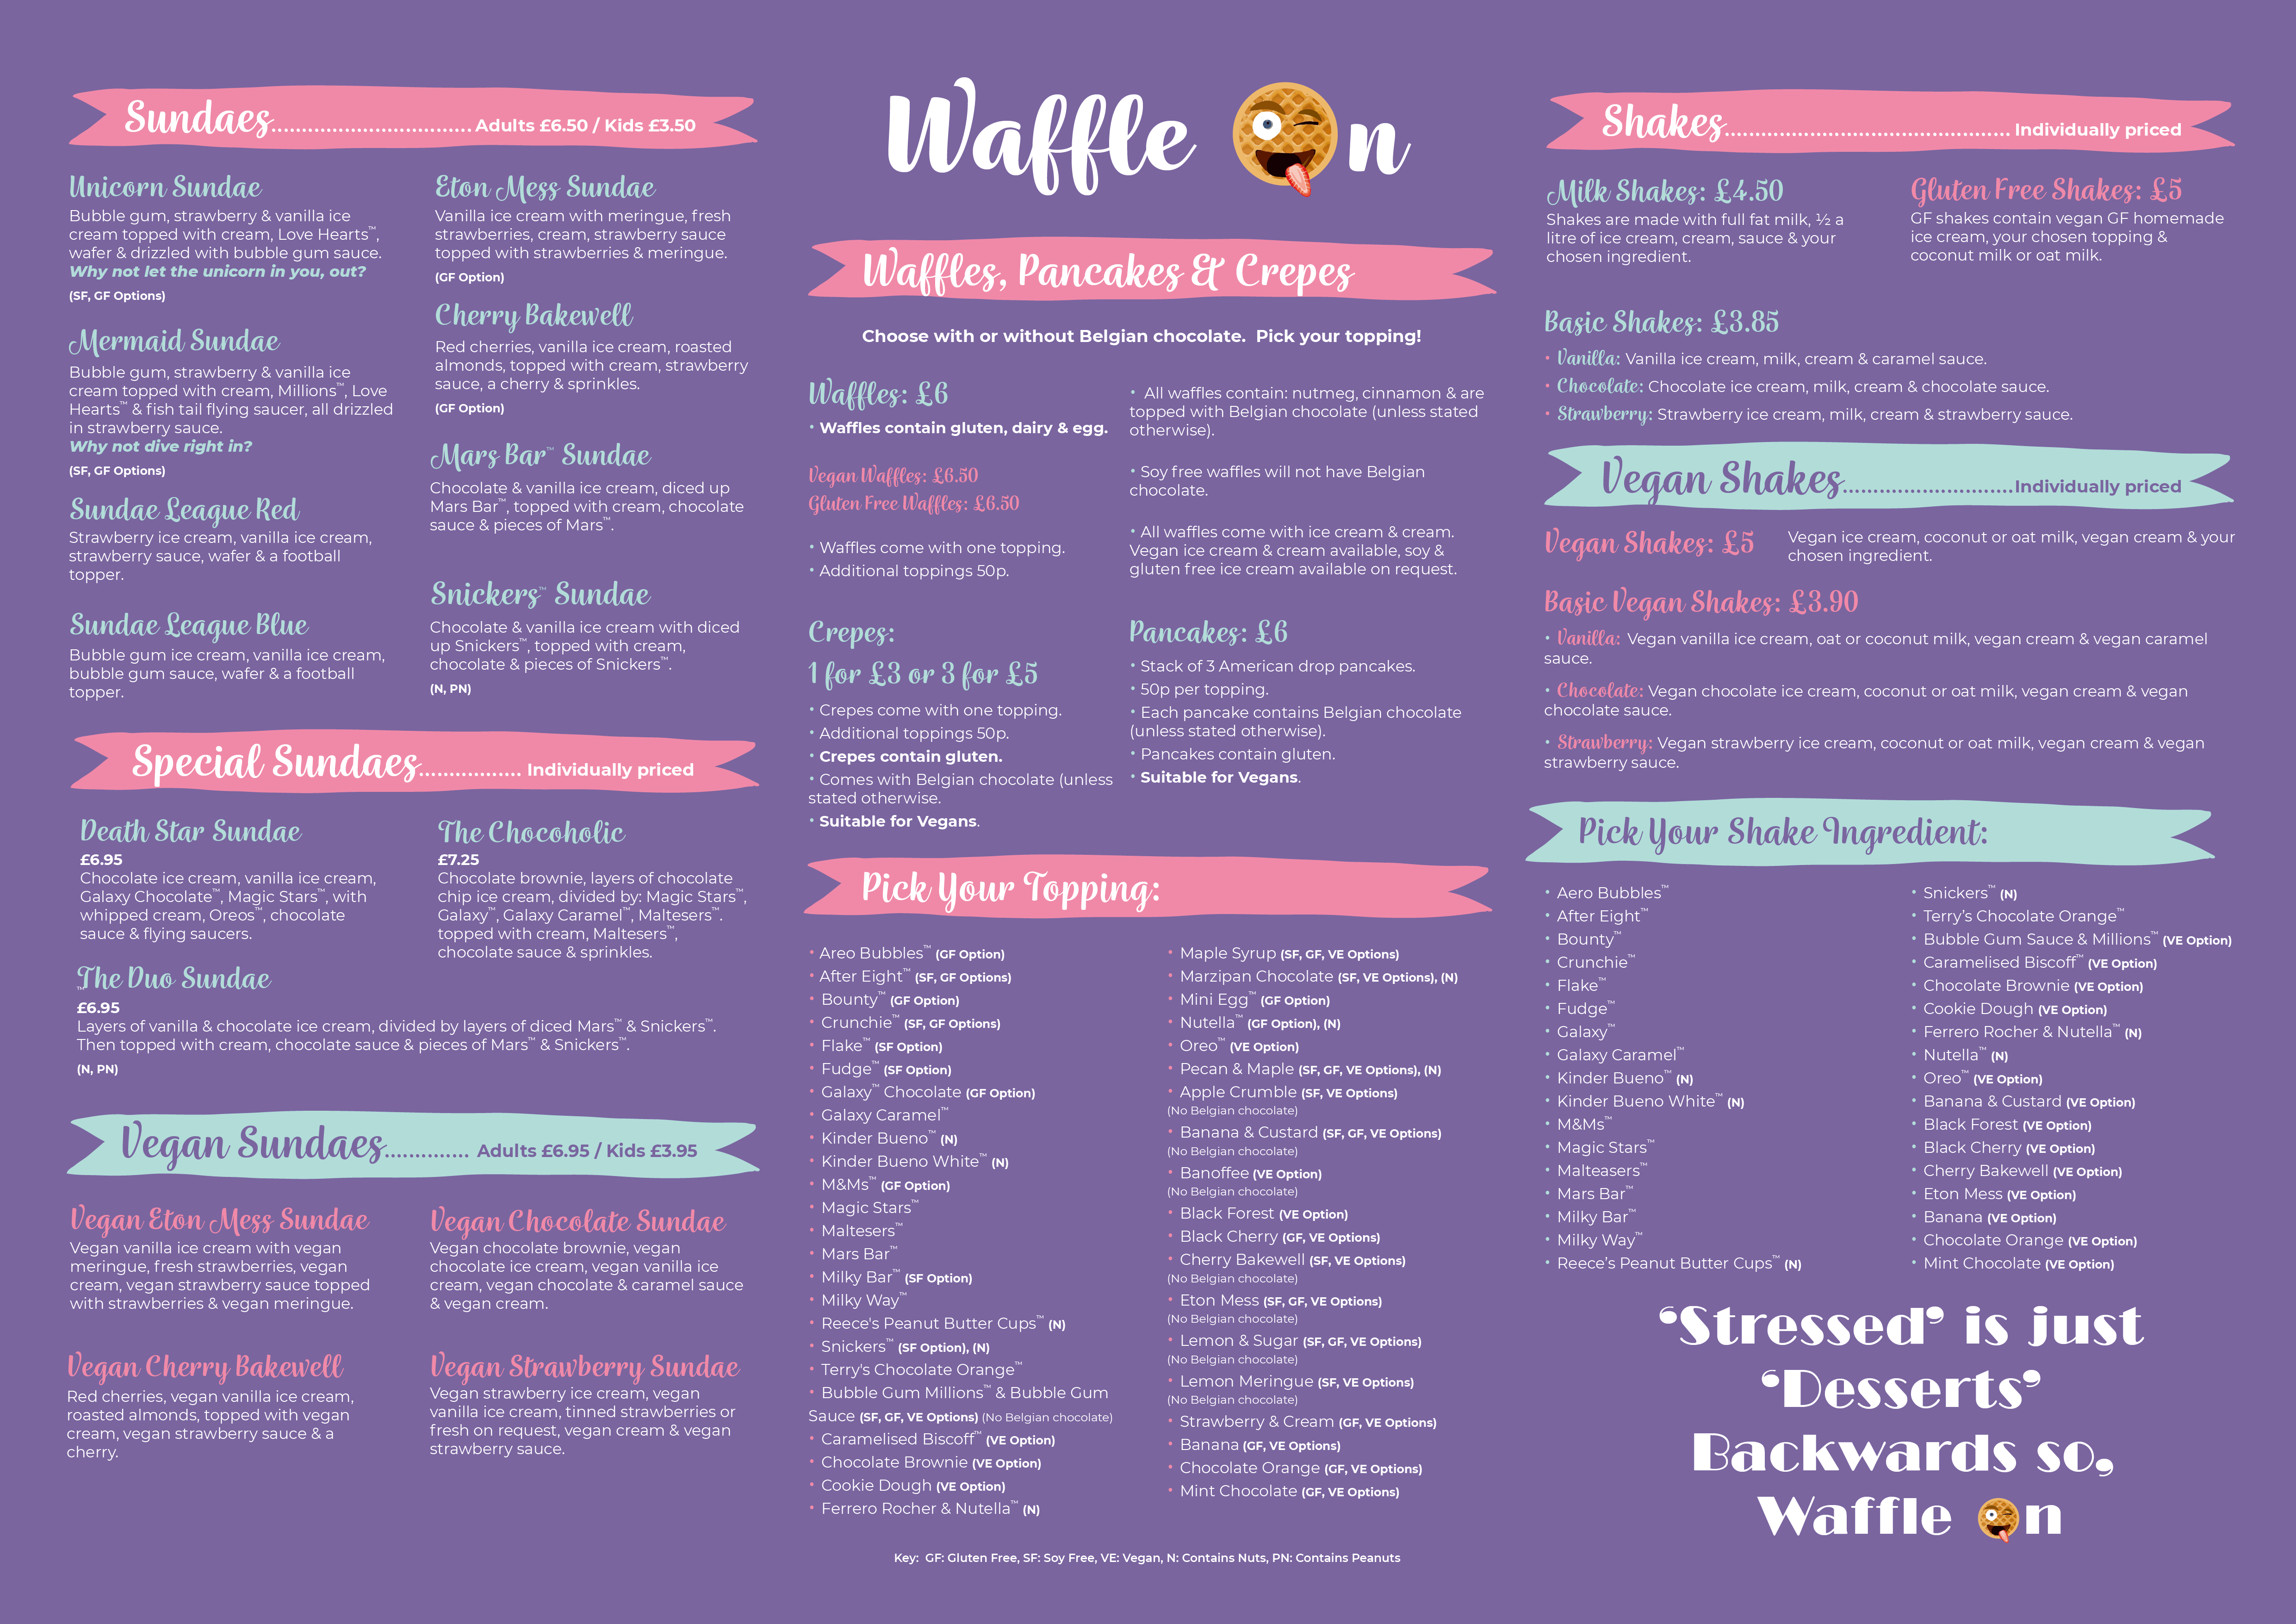 Sundaes................................. Adults £6.50 / Kids £3.50
Unicorn Sundae
Bubble gum, strawberry & vanilla ice
cream topped with cream, Love Hearts™,
wafer & drizzled with bubble gum sauce.
Why not let the unicorn in you, out?
(SF, GF Options)
Mermaid Sundae
Bubble gum, strawberry & vanilla ice
cream topped with cream, Millions™, Love
Hearts™ & fish tail flying saucer, all drizzled
in strawberry sauce.
Why not dive right in?
(SF, GF Options)
Sundae League Red
Strawberry ice cream, vanilla ice cream,
strawberry sauce, wafer & a football
topper.
Sundae League Blue
Bubble gum ice cream, vanilla ice cream,
bubble gum sauce, wafer & a football
topper.
Eton Mess Sundae
Vanilla ice cream with meringue, fresh
strawberries, cream, strawberry sauce
topped with strawberries & meringue.
(GF Option)
Cherry Bakewell
Red cherries, vanilla ice cream, roasted
almonds, topped with cream, strawberry
sauce, a cherry & sprinkles.
(GF Option)
Mars Bar™ Sundae
Chocolate & vanilla ice cream, diced up
Mars Bar™, topped with cream, chocolate
sauce & pieces of Mars™.
Snickers™ Sundae
Chocolate & vanilla ice cream with diced
up Snickers™, topped with cream,
chocolate & pieces of Snickers™.
(N, PN)
Special Sundaes................. Individually priced
Death Star Sundae
£6.95
Chocolate ice cream, vanilla ice cream,
Galaxy Chocolate™, Magic Stars™, with
whipped cream, Oreos™, chocolate
sauce & flying saucers.
The Chocoholic
£7.25
Chocolate brownie, layers of chocolate
chip ice cream, divided by: Magic Stars™,
Galaxy™, Galaxy Caramel™, Maltesers™.
topped with cream, Maltesers™,
chocolate sauce & sprinkles.
The Duo Sundae
™
£6.95
Layers of vanilla & chocolate ice cream, divided by layers of diced Mars™ & Snickers™.
Then topped with cream, chocolate sauce & pieces of Mars™ & Snickers™.
(N, PN)
Vegan Sundaes.............. Adults £6.95 / Kids £3.95
Vegan Eton Mess Sundae
Vegan vanilla ice cream with vegan
meringue, fresh strawberries, vegan
cream, vegan strawberry sauce topped
with strawberries & vegan meringue.
Vegan Chocolate Sundae
Vegan chocolate brownie, vegan
chocolate ice cream, vegan vanilla ice
cream, vegan chocolate & caramel sauce
& vegan cream.
Vegan Cherry Bakewell
Red cherries, vegan vanilla ice cream,
roasted almonds, topped with vegan
cream, vegan strawberry sauce & a
cherry.
Vegan Strawberry Sundae
Vegan strawberry ice cream, vegan
vanilla ice cream, tinned strawberries or
fresh on request, vegan cream & vegan
strawberry sauce.
Waffle n
Waffles, Pancakes & Crepes
Choose with or without Belgian chocolate. Pick your topping!
Waffles: £6
• Waffles contain gluten, dairy & egg.
Vegan Waffles: £6.50
Gluten Free Waffles: £6.50
• Waffles come with one topping.
• Additional toppings 50p.
• All waffles contain: nutmeg, cinnamon & are
topped with Belgian chocolate (unless stated
otherwise).
• Soy free waffles will not have Belgian
chocolate.
• All waffles come with ice cream & cream.
Vegan ice cream & cream available, soy &
gluten free ice cream available on request.
Crepes:
1 for £3 or 3 for £5
• Crepes come with one topping.
• Additional toppings 50p.
• Crepes contain gluten.
• Comes with Belgian chocolate (unless
stated otherwise.
• Suitable for Vegans.
Pancakes: £6
• Stack of 3 American drop pancakes.
• 50p per topping.
• Each pancake contains Belgian chocolate
(unless stated otherwise).
• Pancakes contain gluten.
• Suitable for Vegans.
Pick Your Topping:
• Areo Bubbles™ (GF Option)
• After Eight™ (SF, GF Options)
• Bounty™ (GF Option)
• Crunchie™ (SF, GF Options)
• Flake™ (SF Option)
• Fudge™ (SF Option)
• Galaxy™ Chocolate (GF Option)
• Galaxy Caramel™
• Kinder Bueno™ (N)
• Kinder Bueno White™ (N)
• M&Ms™ (GF Option)
• Magic Stars™
• Maltesers™
• Mars Bar™
• Milky Bar™ (SF Option)
• Milky Way™
• Reece's Peanut Butter Cups™ (N)
• Snickers™ (SF Option), (N)
• Terry's Chocolate Orange™
• Bubble Gum Millions™ & Bubble Gum
Sauce (SF, GF, VE Options) (No Belgian chocolate)
• Caramelised Biscoff™ (VE Option)
• Chocolate Brownie (VE Option)
• Cookie Dough (VE Option)
• Ferrero Rocher & Nutella™ (N)
• Maple Syrup (SF, GF, VE Options)
• Marzipan Chocolate (SF, VE Options), (N)
• Mini Egg™ (GF Option)
• Nutella™ (GF Option), (N)
• Oreo™ (VE Option)
• Pecan & Maple (SF, GF, VE Options), (N)
• Apple Crumble (SF, VE Options)
(No Belgian chocolate)
• Banana & Custard (SF, GF, VE Options)
(No Belgian chocolate)
• Banoffee (VE Option)
(No Belgian chocolate)
• Black Forest (VE Option)
• Black Cherry (GF, VE Options)
• Cherry Bakewell (SF, VE Options)
(No Belgian chocolate)
• Eton Mess (SF, GF, VE Options)
(No Belgian chocolate)
• Lemon & Sugar (SF, GF, VE Options)
(No Belgian chocolate)
• Lemon Meringue (SF, VE Options)
(No Belgian chocolate)
• Strawberry & Cream (GF, VE Options)
• Banana (GF, VE Options)
• Chocolate Orange (GF, VE Options)
• Mint Chocolate (GF, VE Options)
Key: GF: Gluten Free, SF: Soy Free, VE: Vegan, N: Contains Nuts, PN: Contains Peanuts
Shakes............................................... Individually priced
Milk Shakes: £4.50
Shakes are made with full fat milk, ½ a
litre of ice cream, cream, sauce & your
chosen ingredient.
Gluten Free Shakes: £5
GF shakes contain vegan GF homemade
ice cream, your chosen topping &
coconut milk or oat milk.
Basic Shakes: £3.85
• Vanilla: Vanilla ice cream, milk, cream & caramel sauce.
• Chocolate: Chocolate ice cream, milk, cream & chocolate sauce.
• Strawberry: Strawberry ice cream, milk, cream & strawberry sauce.
Vegan Shakes............................Individually priced
Vegan Shakes: £5
Vegan ice cream, coconut or oat milk, vegan cream & your
chosen ingredient.
Basic Vegan Shakes: £3.90
• Vanilla: Vegan vanilla ice cream, oat or coconut milk, vegan cream & vegan caramel
sauce.
• Chocolate: Vegan chocolate ice cream, coconut or oat milk, vegan cream & vegan
chocolate sauce.
• Strawberry: Vegan strawberry ice cream, coconut or oat milk, vegan cream & vegan
strawberry sauce.
Pick Your Shake Ingredient:
• Aero Bubbles™
• After Eight™
• Bounty™
• Crunchie™
• Flake™
• Fudge™
• Galaxy™
• Galaxy Caramel™
• Kinder Bueno™ (N)
• Kinder Bueno White™ (N)
• M&Ms™
• Magic Stars™
• Malteasers™
• Mars Bar™
• Milky Bar™
• Milky Way™
• Reece's Peanut Butter Cups™ (N)
• Snickers™ (N)
• Terry's Chocolate Orange™
• Bubble Gum Sauce & Millions™ (VE Option)
• Caramelised Biscoff™ (VE Option)
• Chocolate Brownie (VE Option)
• Cookie Dough (VE Option)
• Ferrero Rocher & Nutella™ (N)
• Nutella™ (N)
• Oreo™ (VE Option)
• Banana & Custard (VE Option)
• Black Forest (VE Option)
• Black Cherry (VE Option)
• Cherry Bakewell (VE Option)
• Eton Mess (VE Option)
• Banana (VE Option)
• Chocolate Orange (VE Option)
• Mint Chocolate (VE Option)
‘Stressed’ is just
‘Desserts’
Backwards so,
Waffle n